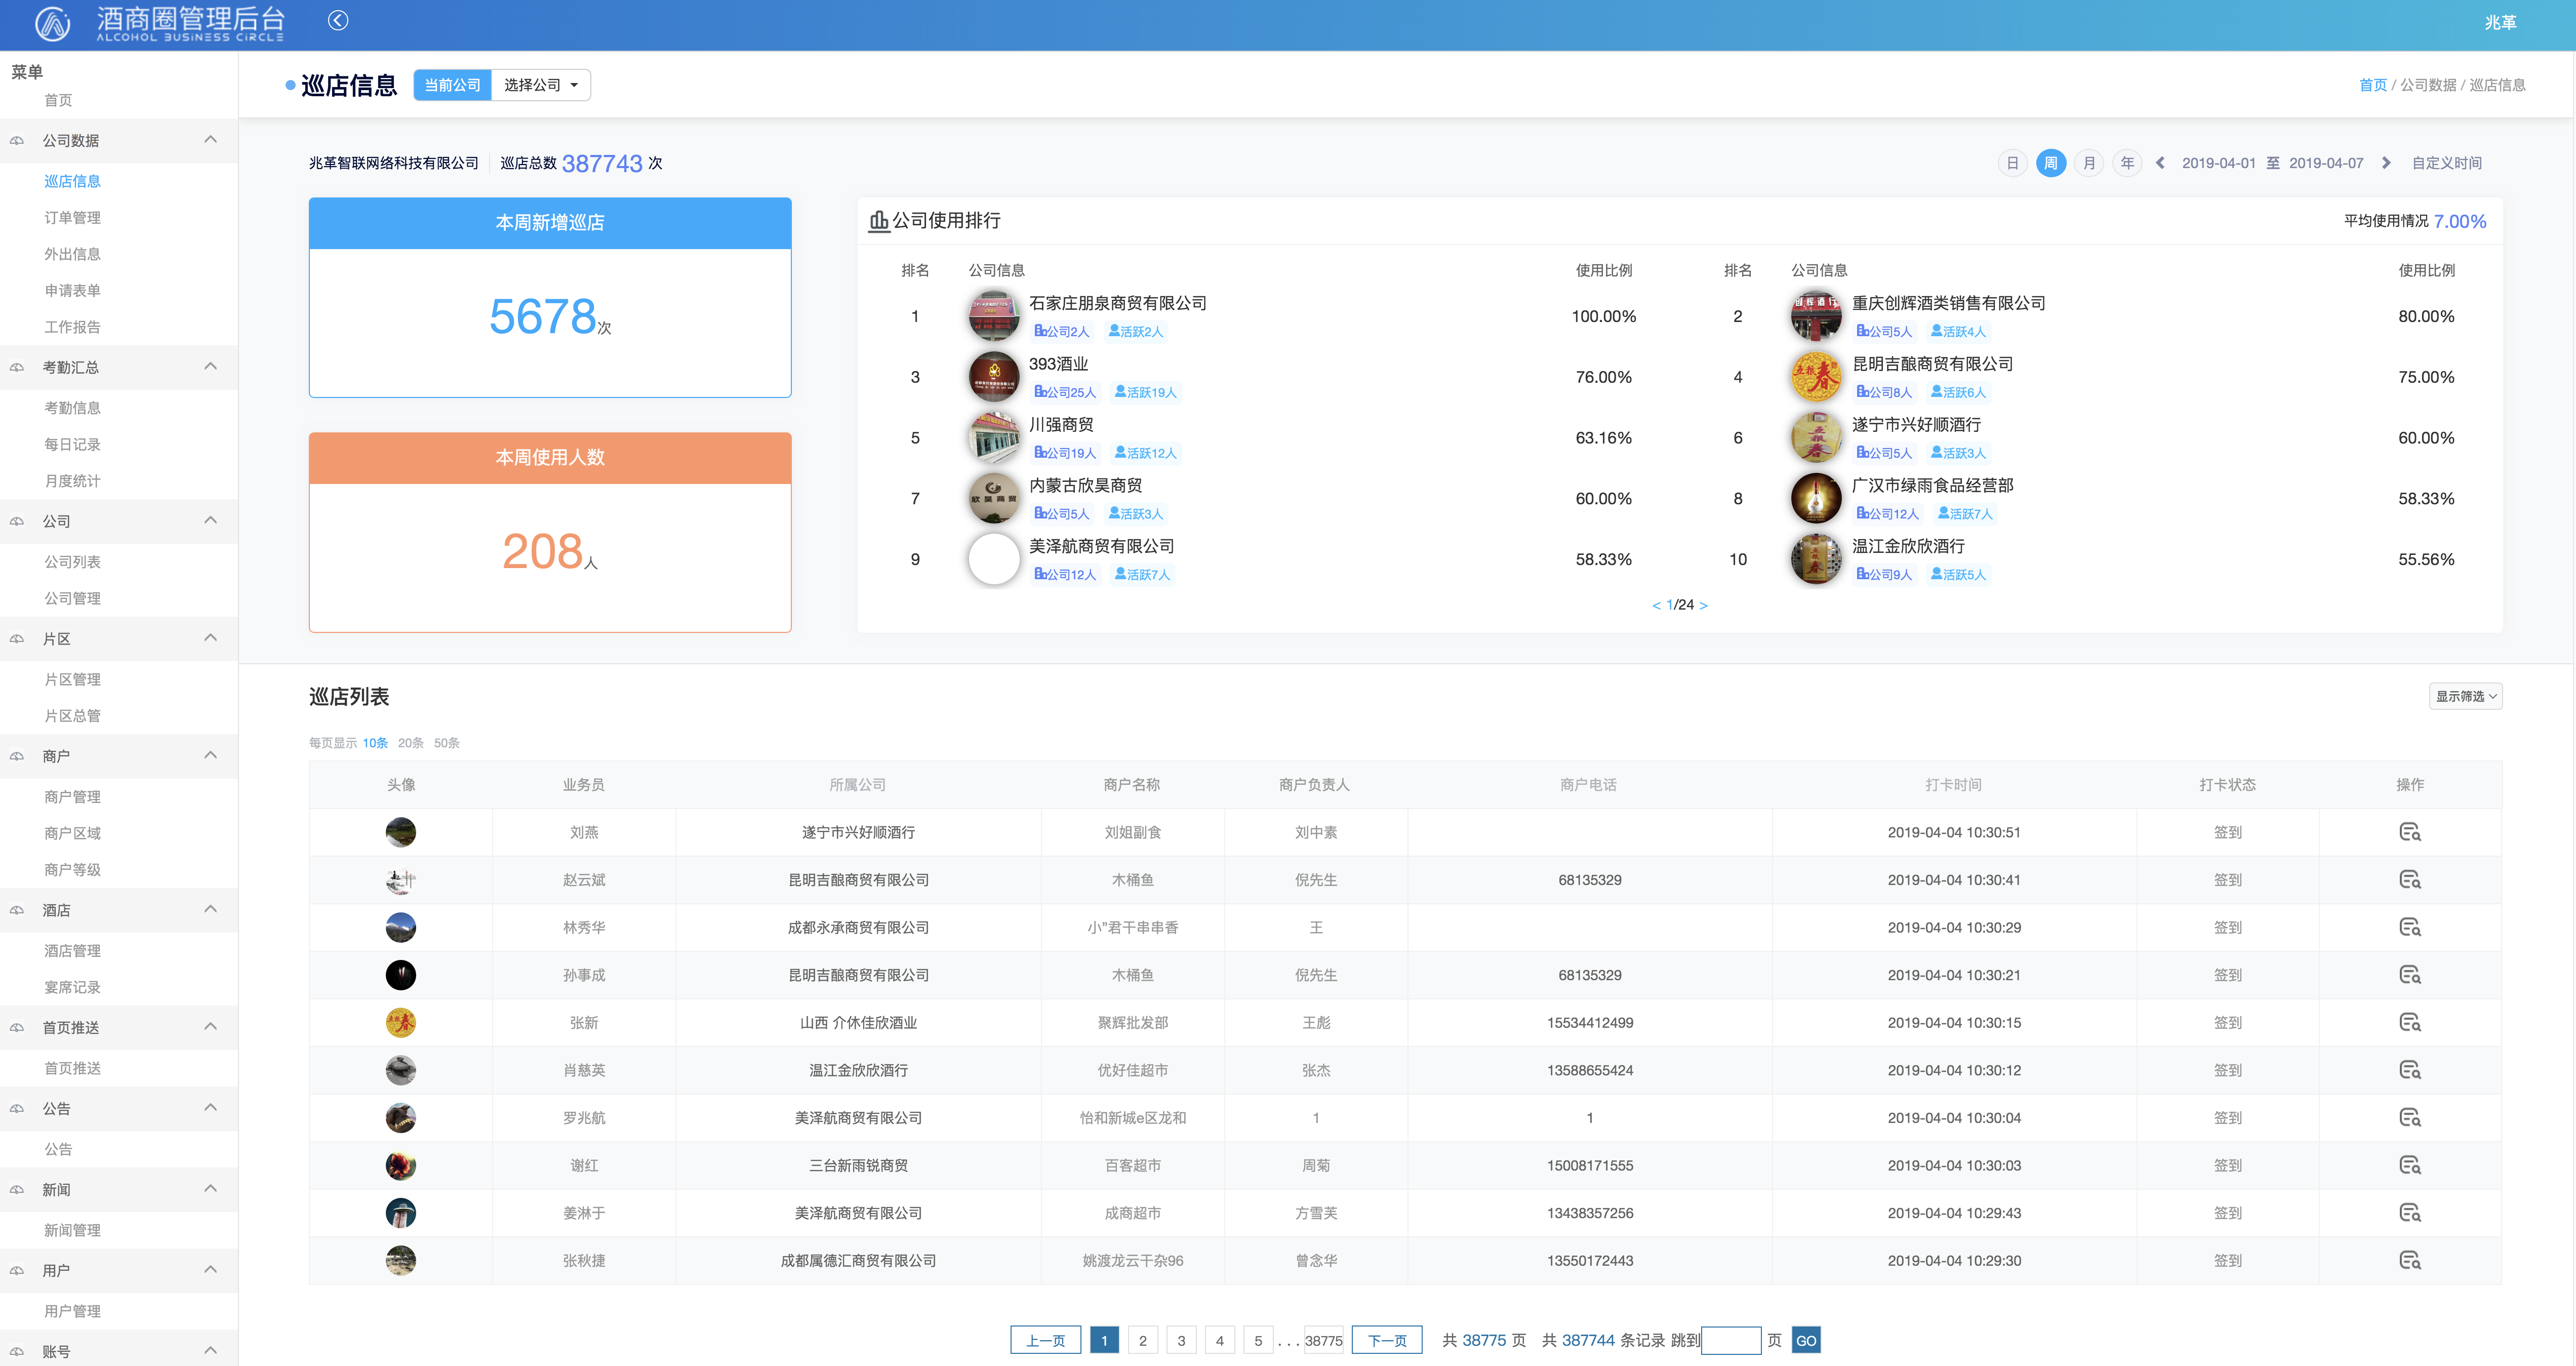 酒商圈管理后台
ALCOHOL BUSINESS CIRCLE
兆革
菜单
首页
公司数据
巡店信息
订单管理
外出信息
申请表单
工作报告
考勤汇总
考勤信息
每日记录
月度统计
公司
公司列表
公司管理
片区
片区管理
片区总管
商户
商户管理
商户区域
商户等级
酒店
酒店管理
宴席记录
首页推送
首页推送
公告
公告
新闻
新闻管理
用户
用户管理
账号
巡店信息 当前公司 选择公司
首页 / 公司数据 / 巡店信息
兆革智联网络科技有限公司 巡店总数 387743 次
日 周 月 年 2019-04-01 至 2019-04-07 自定义时间
本周新增巡店
5678次
本周使用人数
208人
公司使用排行 平均使用情况 7.00%
排名 公司信息 使用比例 排名 公司信息 使用比例
1 石家庄朋泉商贸有限公司 公司2人 活跃2人 100.00%
2 重庆创辉酒类销售有限公司 公司5人 活跃4人 80.00%
3 393酒业 公司25人 活跃19人 76.00%
4 昆明吉酿商贸有限公司 公司8人 活跃6人 75.00%
5 川强商贸 公司19人 活跃12人 63.16%
6 遂宁市兴好顺酒行 公司5人 活跃3人 60.00%
7 内蒙古欣昊商贸 公司5人 活跃3人 60.00%
8 广汉市绿雨食品经营部 公司12人 活跃7人 58.33%
9 美泽航商贸有限公司 公司12人 活跃7人 58.33%
10 温江金欣欣酒行 公司9人 活跃5人 55.56%
< 1/24 >
巡店列表 显示筛选
每页显示 10条 20条 50条
头像 业务员 所属公司 商户名称 商户负责人 商户电话 打卡时间 打卡状态 操作
刘燕 遂宁市兴好顺酒行 刘姐副食 刘中素 2019-04-04 10:30:51 签到
赵云斌 昆明吉酿商贸有限公司 木桶鱼 倪先生 68135329 2019-04-04 10:30:41 签到
林秀华 成都永承商贸有限公司 小”君干串串香 王 2019-04-04 10:30:29 签到
孙事成 昆明吉酿商贸有限公司 木桶鱼 倪先生 68135329 2019-04-04 10:30:21 签到
张新 山西 介休佳欣酒业 聚辉批发部 王彪 15534412499 2019-04-04 10:30:15 签到
肖慈英 温江金欣欣酒行 优好佳超市 张杰 13588655424 2019-04-04 10:30:12 签到
罗兆航 美泽航商贸有限公司 怡和新城e区龙和 1 1 2019-04-04 10:30:04 签到
谢红 三台新雨锐商贸 百客超市 周菊 15008171555 2019-04-04 10:30:03 签到
姜淋于 美泽航商贸有限公司 成商超市 方雪芙 13438357256 2019-04-04 10:29:43 签到
张秋捷 成都属德汇商贸有限公司 姚渡龙云干杂96 曾念华 13550172443 2019-04-04 10:29:30 签到
上一页 1 2 3 4 5 . . . 38775 下一页 共 38775 页 共 387744 条记录 跳到 页 GO